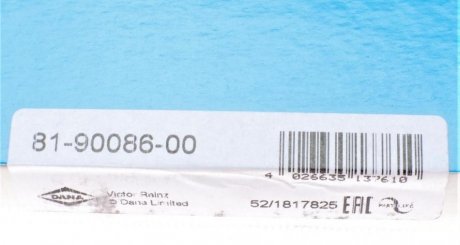 81-90086-00
4 026635 137610
DANA
Victor Reinz
© Dana Limited
52/1817825 EAC